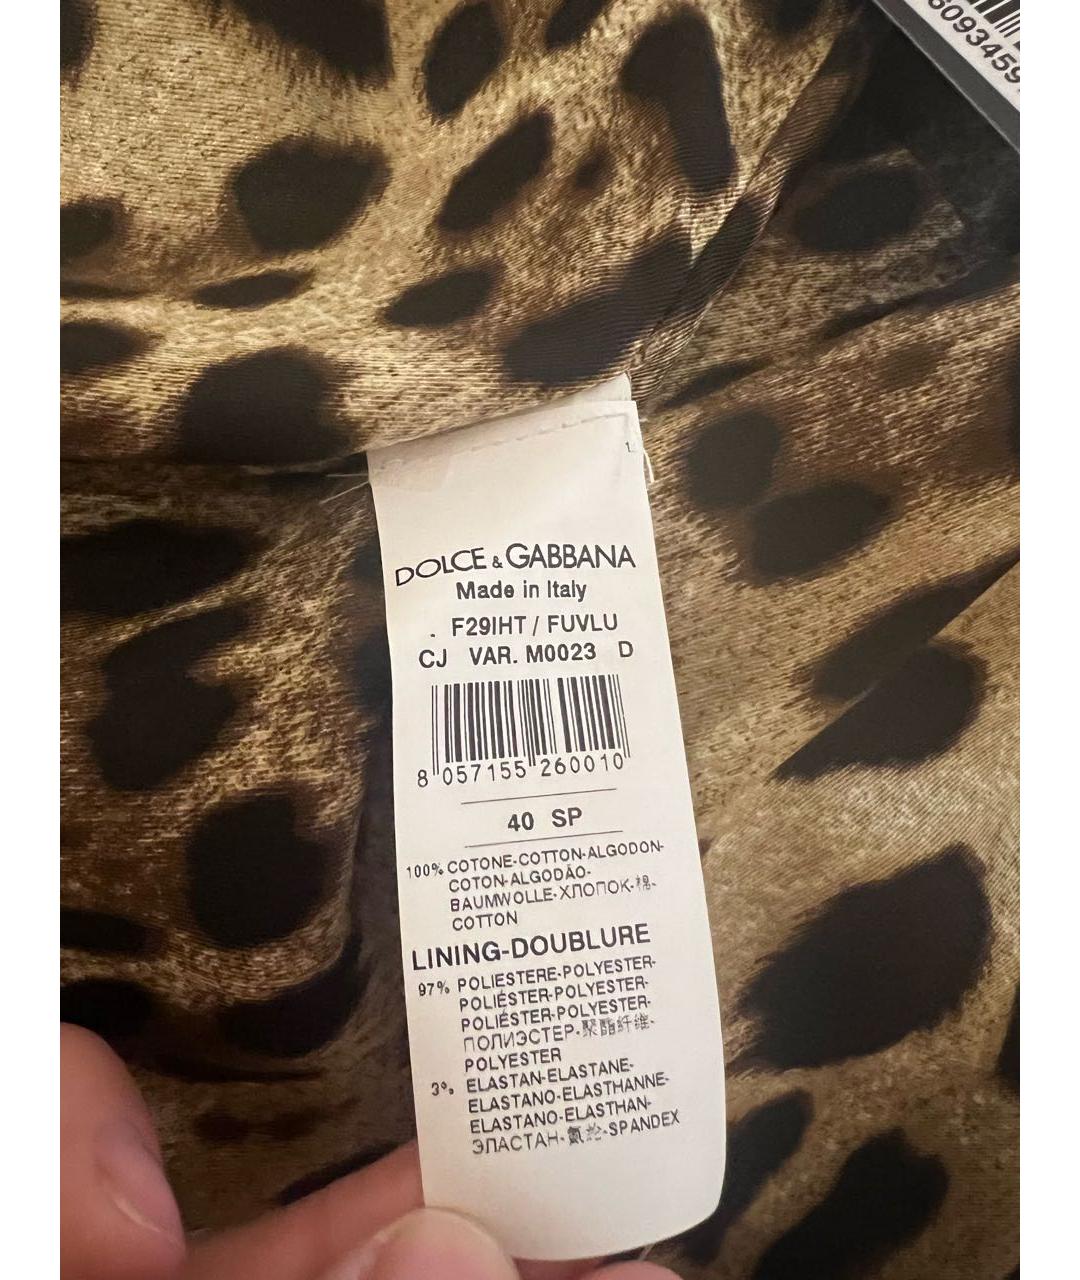 6093459
DOLCE & GABBANA
Made in Italy
. F29IHT / FUVLU
CJ VAR. M0023 D
8 057155 260010
40 SP
100% COTONE-COTTON-ALGODON-
COTON-ALGODÃO-
BAUMWOLLE-ХЛОПОК-棉-
COTTON
LINING-DOUBLURE
97% POLIESTERE-POLYESTER-
POLIÉSTER-POLYESTER-
POLIÉSTER-POLYESTER-
ПОЛИЭСТЕР-聚酯纤维-
POLYESTER
3% ELASTAN-ELASTANE-
ELASTANO-ELASTHANNE-
ELASTANO-ELASTHAN-
ЭЛАСТАН-氨纶-SPANDEX